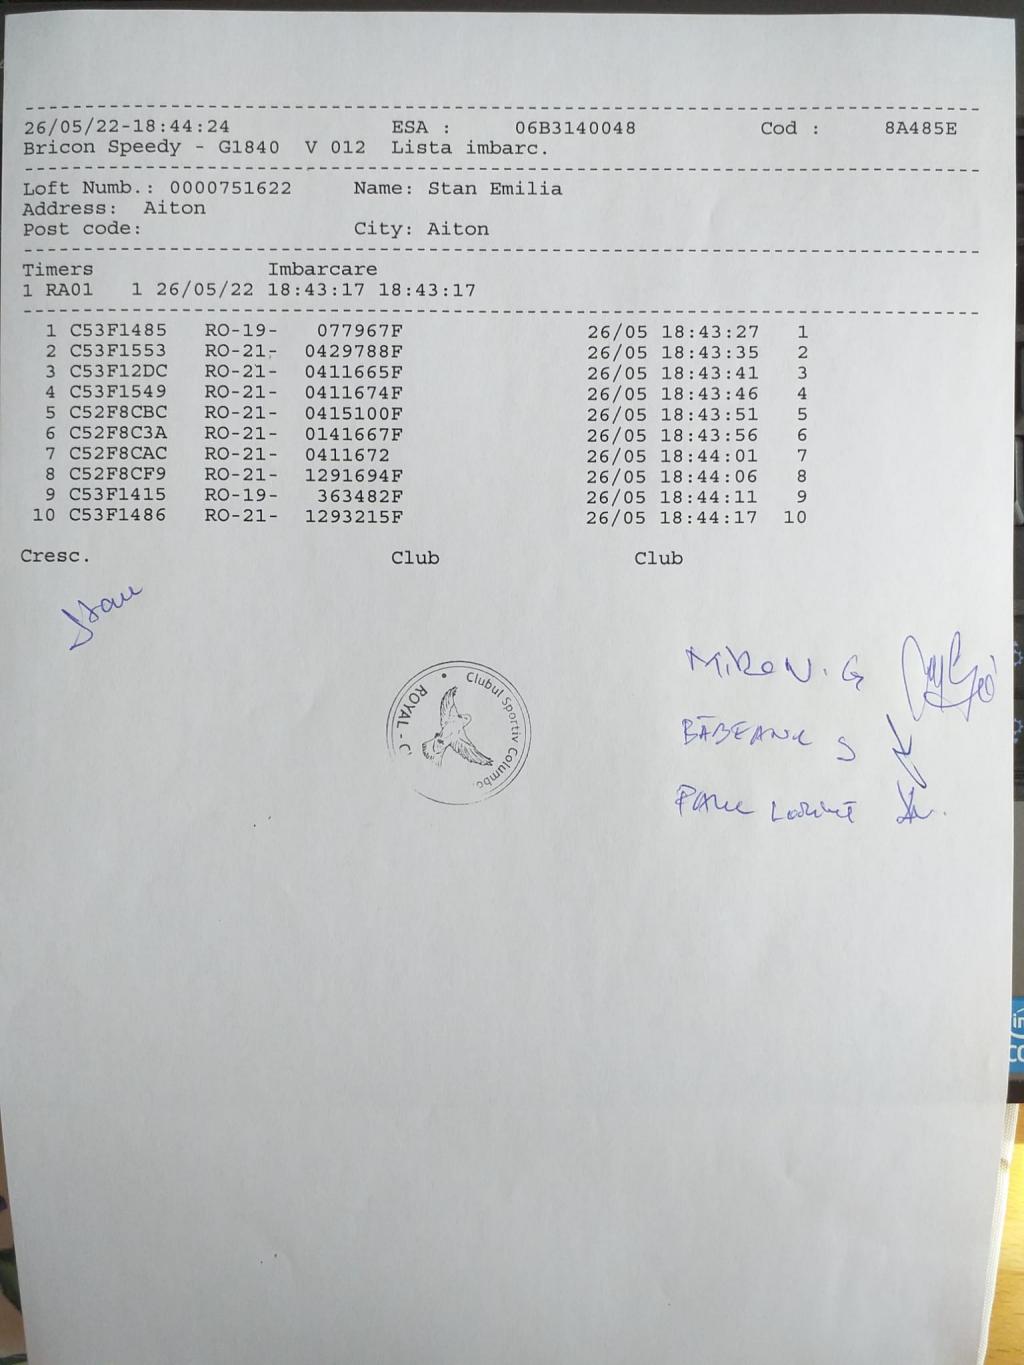 26/05/22-18:44:24 ESA : 06B3140048 Cod : 8A485E
Bricon Speedy - G1840 V 012 Lista imbarc.
Loft Numb.: 0000751622 Name: Stan Emilia
Address: Aiton
Post code: City: Aiton
Timers Imbarcare
1 RA01 1 26/05/22 18:43:17 18:43:17
1 C53F1485 RO-19- 077967F 26/05 18:43:27 1
2 C53F1553 RO-21- 0429788F 26/05 18:43:35 2
3 C53F12DC RO-21- 0411665F 26/05 18:43:41 3
4 C53F1549 RO-21- 0411674F 26/05 18:43:46 4
5 C52F8CBC RO-21- 0415100F 26/05 18:43:51 5
6 C52F8C3A RO-21- 0141667F 26/05 18:43:56 6
7 C52F8CAC RO-21- 0411672 26/05 18:44:01 7
8 C52F8CF9 RO-21- 1291694F 26/05 18:44:06 8
9 C53F1415 RO-19- 363482F 26/05 18:44:11 9
10 C53F1486 RO-21- 1293215F 26/05 18:44:17 10
Cresc. Club Club
Stan
MiRoN. G
Clubul Sportiv Columbo.
ROYAL - C
BĂBEANU S